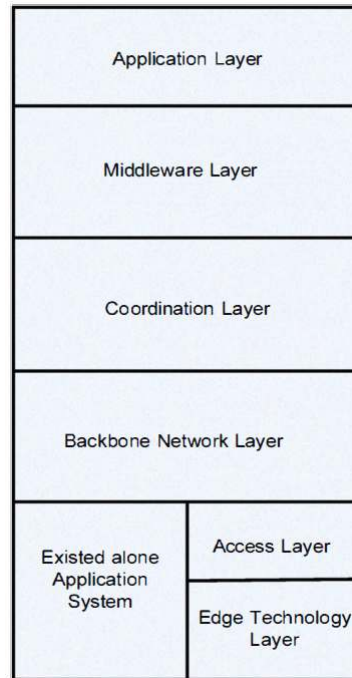 Application Layer
Middleware Layer
Coordination Layer
Backbone Network Layer
Existed alone
Application
System
Access Layer
Edge Technology
Layer